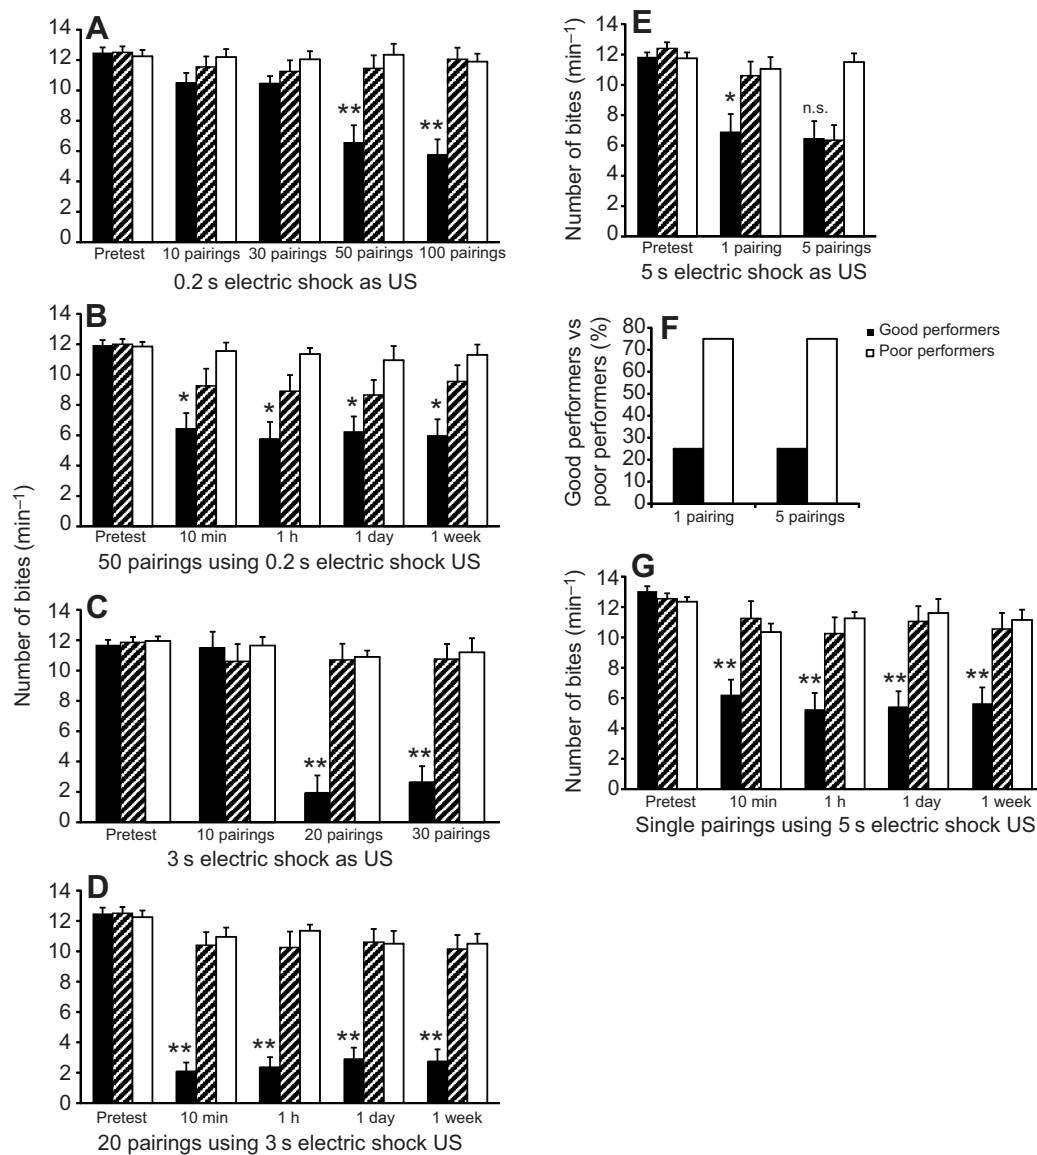 Number of bites (min–1)
A
14
12
10
8
6
4
2
0
**
**
Pretest 10 pairings 30 pairings 50 pairings 100 pairings
0.2 s electric shock as US
B
14
12
10
8
6
4
2
0
*
*
*
*
Pretest 10 min 1 h 1 day 1 week
50 pairings using 0.2 s electric shock US
C
14
12
10
8
6
4
2
0
**
**
Pretest 10 pairings 20 pairings 30 pairings
3 s electric shock as US
D
14
12
10
8
6
4
2
0
**
**
**
**
Pretest 10 min 1 h 1 day 1 week
20 pairings using 3 s electric shock US
E
Number of bites (min–1)
14
12
10
8
6
4
2
0
*
n.s.
Pretest 1 pairing 5 pairings
5 s electric shock as US
F
Good performers vs
poor performers (%)
80
70
60
50
40
30
20
10
0
1 pairing 5 pairings
Good performers
Poor performers
G
Number of bites (min–1)
14
12
10
8
6
4
2
0
**
**
**
**
Pretest 10 min 1 h 1 day 1 week
Single pairings using 5 s electric shock US